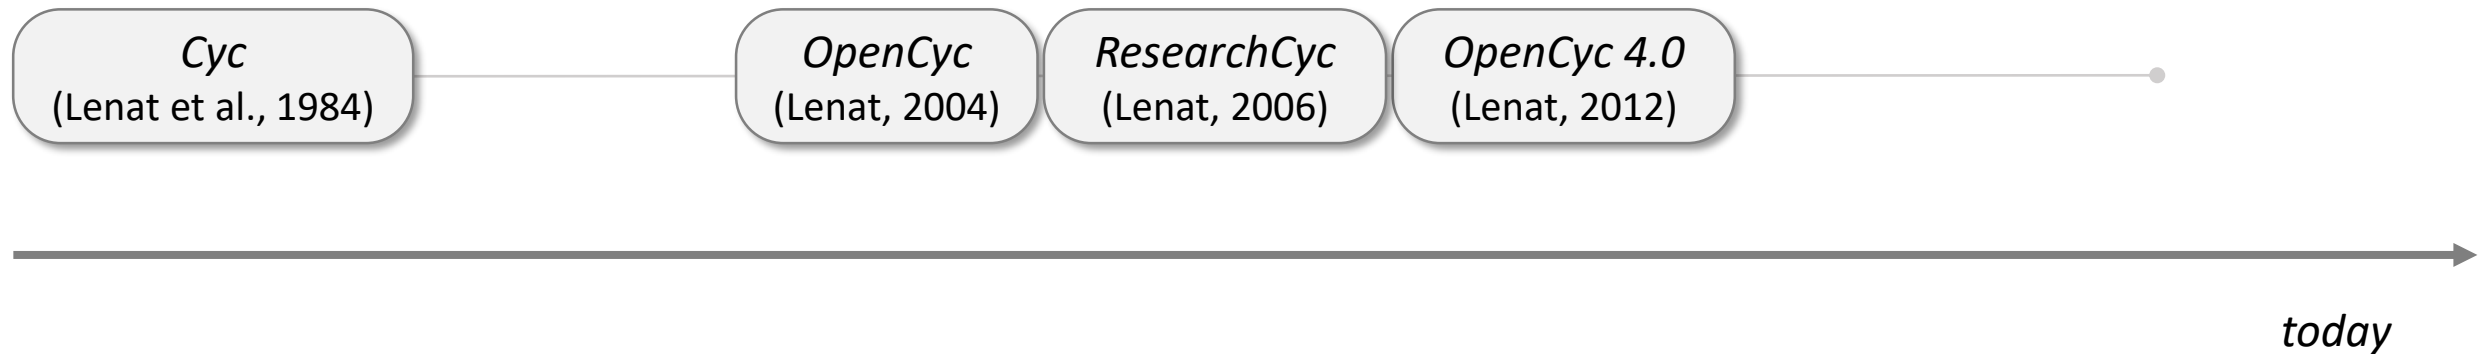 Cyc
(Lenat et al., 1984)
OpenCyc
(Lenat, 2004)
ResearchCyc
(Lenat, 2006)
OpenCyc 4.0
(Lenat, 2012)
today